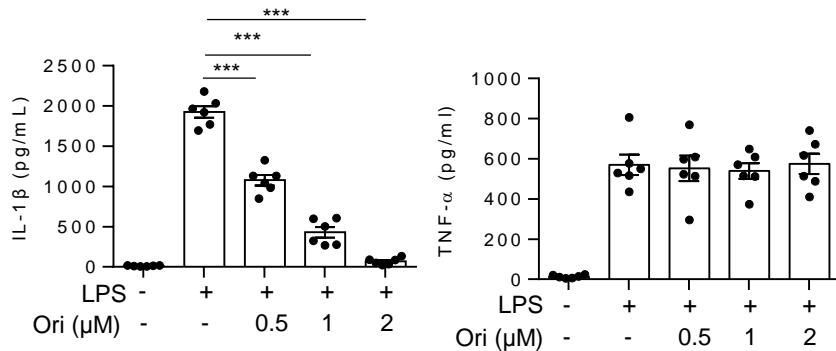 ***
***
***
IL-1β (pg/mL)
2500
2000
1500
1000
500
0
LPS - + + + +
Ori (μM) - - 0.5 1 2
TNF-α (pg/ml)
1000
800
600
400
200
0
LPS - + + + +
Ori (μM) - - 0.5 1 2